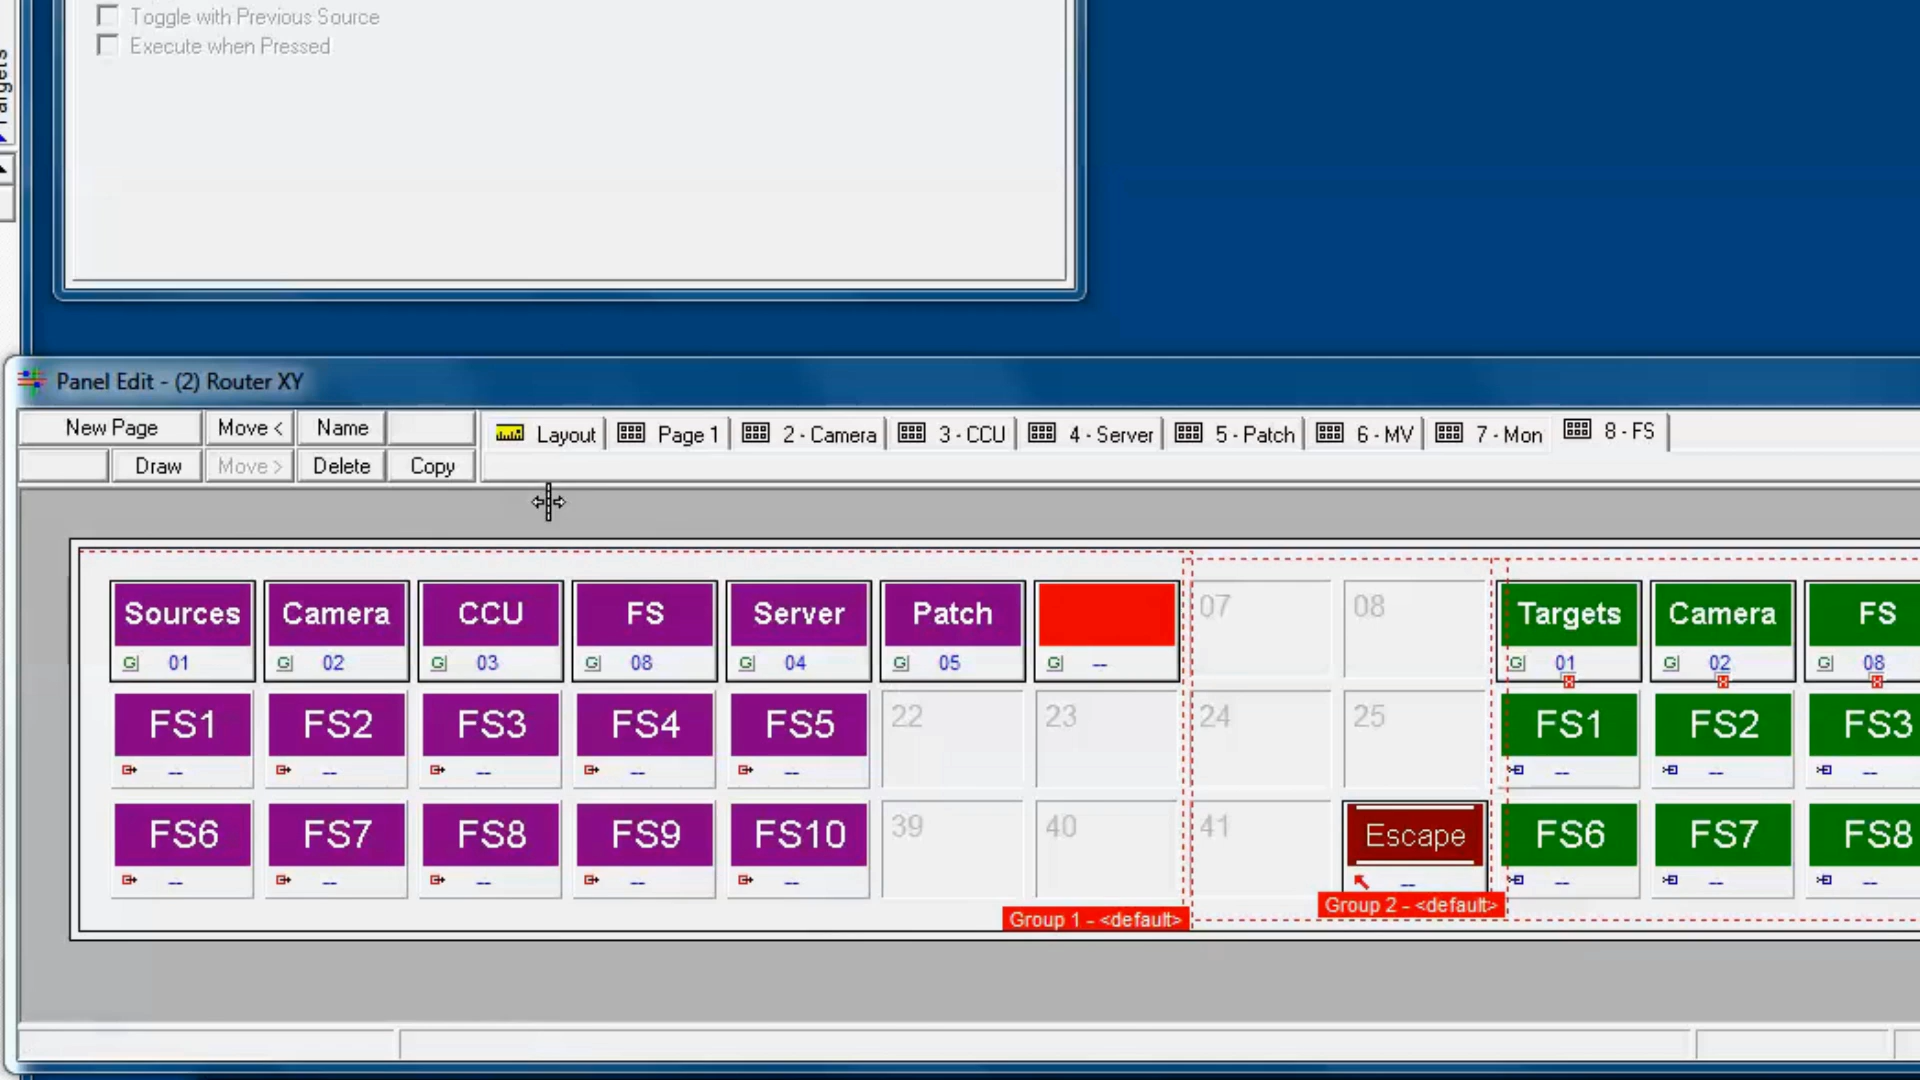 Toggle with Previous Source
Execute when Pressed
Targets
Panel Edit - (2) Router XY
New Page Move < Name Layout Page 1 2 - Camera 3 - CCU 4 - Server 5 - Patch 6 - MV 7 - Mon 8 - FS
Draw Move > Delete Copy
Sources Camera CCU FS Server Patch 07 08 Targets Camera FS
G 01 G 02 G 03 G 08 G 04 G 05 G -- G 01 G 02 G 08
FS1 FS2 FS3 FS4 FS5 22 23 24 25 FS1 FS2 FS3
-- -- -- -- -- -- -- --
FS6 FS7 FS8 FS9 FS10 39 40 41 Escape FS6 FS7 FS8
-- -- -- -- -- -- -- -- --
Group 1 - <default> Group 2 - <default>